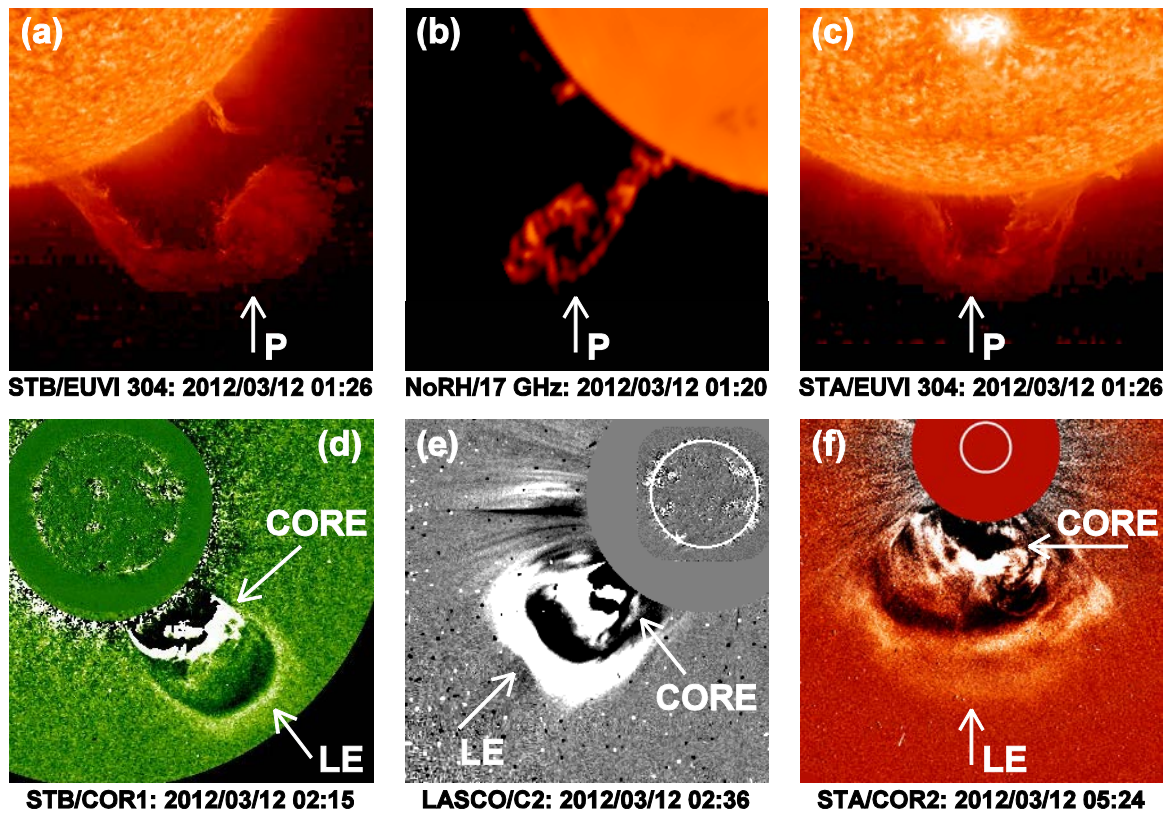 (a)
P
STB/EUVI 304: 2012/03/12 01:26
(b)
P
NoRH/17 GHz: 2012/03/12 01:20
(c)
P
STA/EUVI 304: 2012/03/12 01:26
(d)
CORE
LE
STB/COR1: 2012/03/12 02:15
(e)
CORE
LE
LASCO/C2: 2012/03/12 02:36
(f)
CORE
LE
STA/COR2: 2012/03/12 05:24